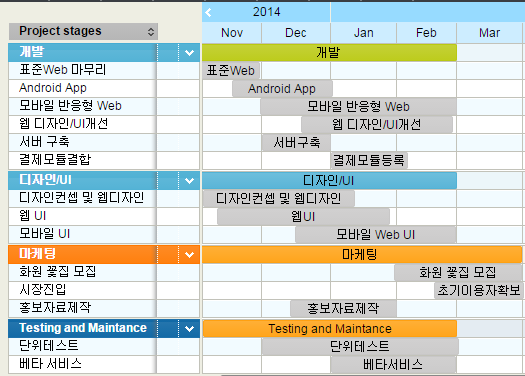 2014
Project stages Nov Dec Jan Feb Mar
개발 개발
표준Web 마무리 표준Web
Android App Android App
모바일 반응형 Web 모바일 반응형 Web
웹 디자인/UI개선 웹 디자인/UI개선
서버 구축 서버구축
결제모듈결합 결제모듈등록
디자인/UI 디자인/UI
디자인컨셉 및 웹디자인 디자인컨셉 및 웹디자인
웹 UI 웹UI
모바일 UI 모바일 Web UI
마케팅 마케팅
화원 꽃집 모집 화원 꽃집 모집
시장진입 초기이용자확보
홍보자료제작 홍보자료제작
Testing and Maintance Testing and Maintance
단위테스트 단위테스트
베타 서비스 베타서비스